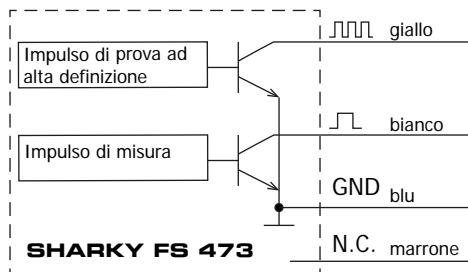 Impulso di prova ad
alta definizione
giallo
Impulso di misura
bianco
GND blu
SHARKY FS 473
N.C. marrone